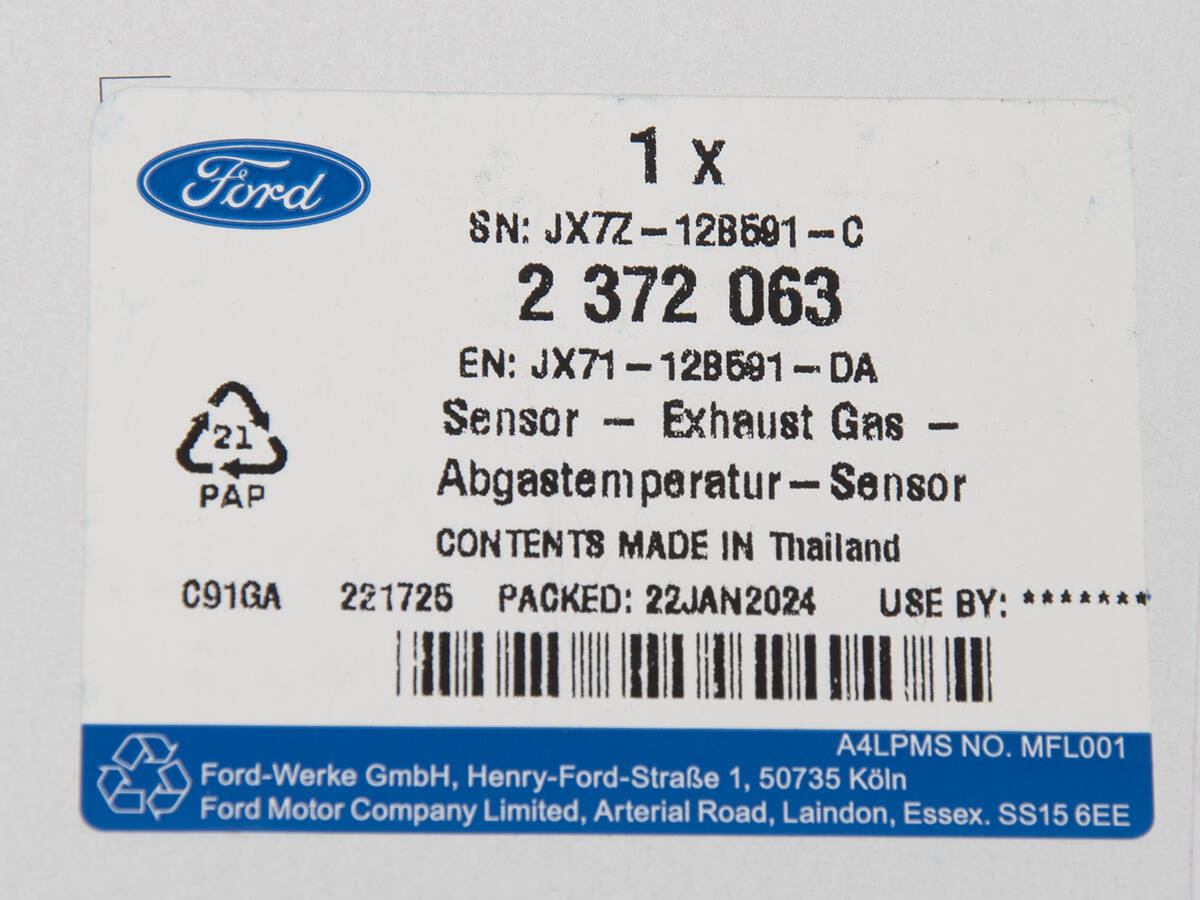 Ford
1 x
SN: JX7Z-12B591-C
2 372 063
EN: JX71-12B591-DA
Sensor - Exhaust Gas -
Abgastemperatur-Sensor
21
PAP
CONTENTS MADE IN Thailand
C91GA 221725 PACKED: 22JAN2024 USE BY: *******
A4LPMS NO. MFL001
Ford-Werke GmbH, Henry-Ford-Straße 1, 50735 Köln
Ford Motor Company Limited, Arterial Road, Laindon, Essex. SS15 6EE